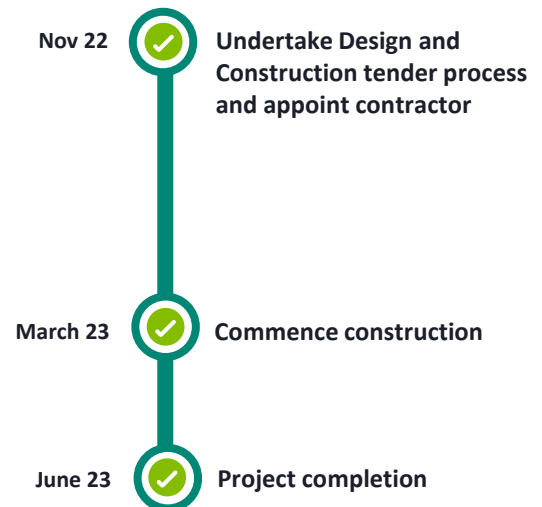 Nov 22
Undertake Design and
Construction tender process
and appoint contractor
March 23
Commence construction
June 23
Project completion